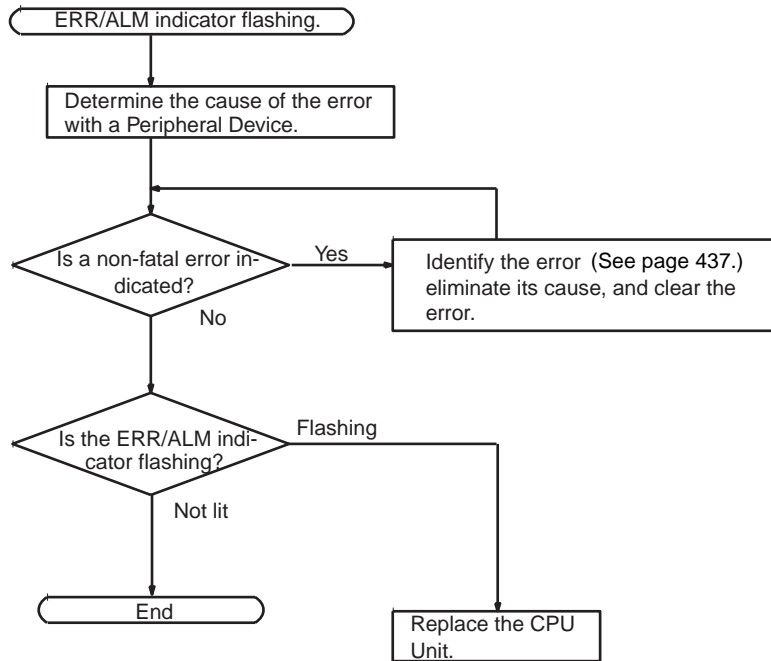 ERR/ALM indicator flashing.
Determine the cause of the error
with a Peripheral Device.
Is a non-fatal error in-
dicated?
Yes
Identify the error (See page 437.)
eliminate its cause, and clear the
error.
No
Is the ERR/ALM indi-
cator flashing?
Flashing
Not lit
End
Replace the CPU
Unit.